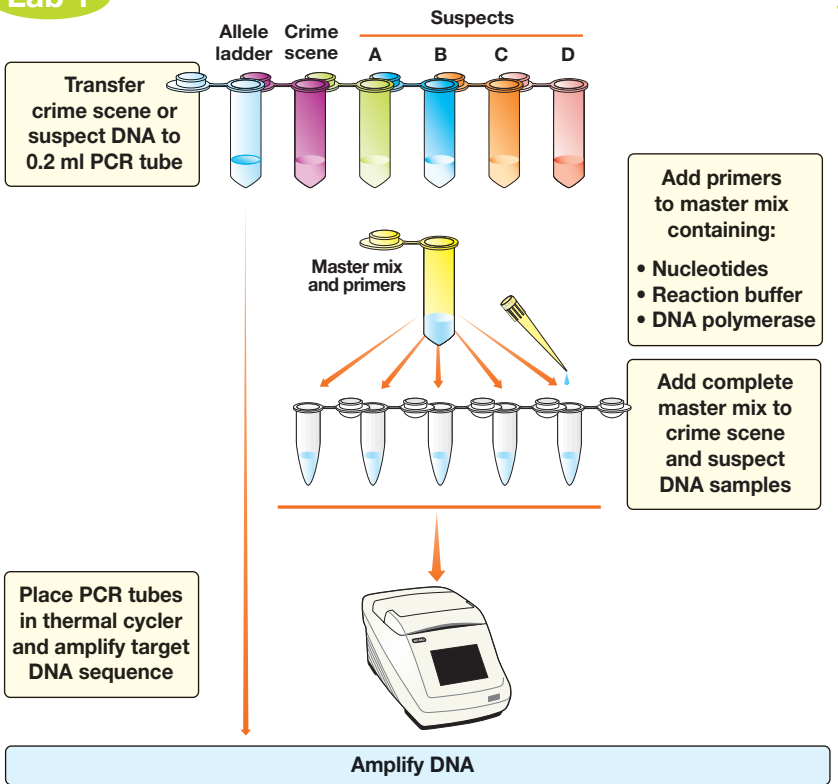 Lab 1
Suspects
Allele
ladder
Crime
scene
A
B
C
D
Transfer
crime scene or
suspect DNA to
0.2 ml PCR tube
Add primers
to master mix
containing:
• Nucleotides
• Reaction buffer
• DNA polymerase
Master mix
and primers
Add complete
master mix to
crime scene
and suspect
DNA samples
Place PCR tubes
in thermal cycler
and amplify target
DNA sequence
Amplify DNA